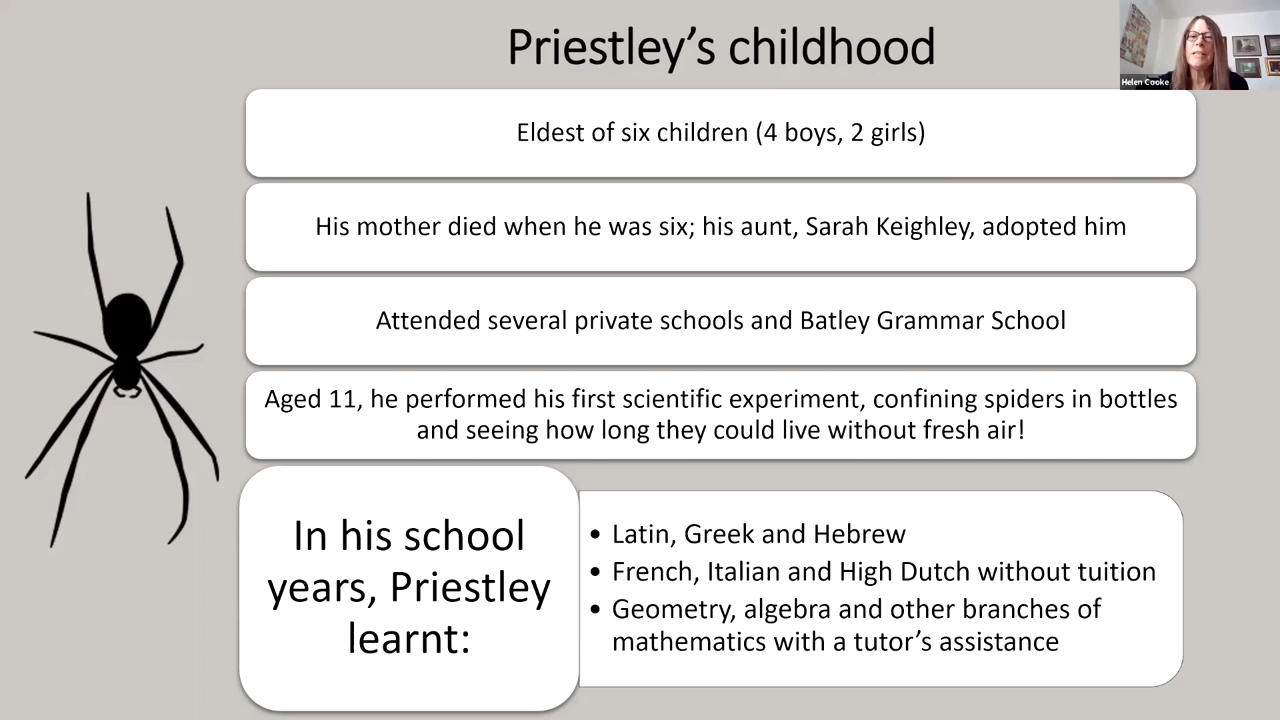 Priestley’s childhood
Helen Cooke
Eldest of six children (4 boys, 2 girls)
His mother died when he was six; his aunt, Sarah Keighley, adopted him
Attended several private schools and Batley Grammar School
Aged 11, he performed his first scientific experiment, confining spiders in bottles
and seeing how long they could live without fresh air!
In his school
years, Priestley
learnt:
• Latin, Greek and Hebrew
• French, Italian and High Dutch without tuition
• Geometry, algebra and other branches of
mathematics with a tutor’s assistance